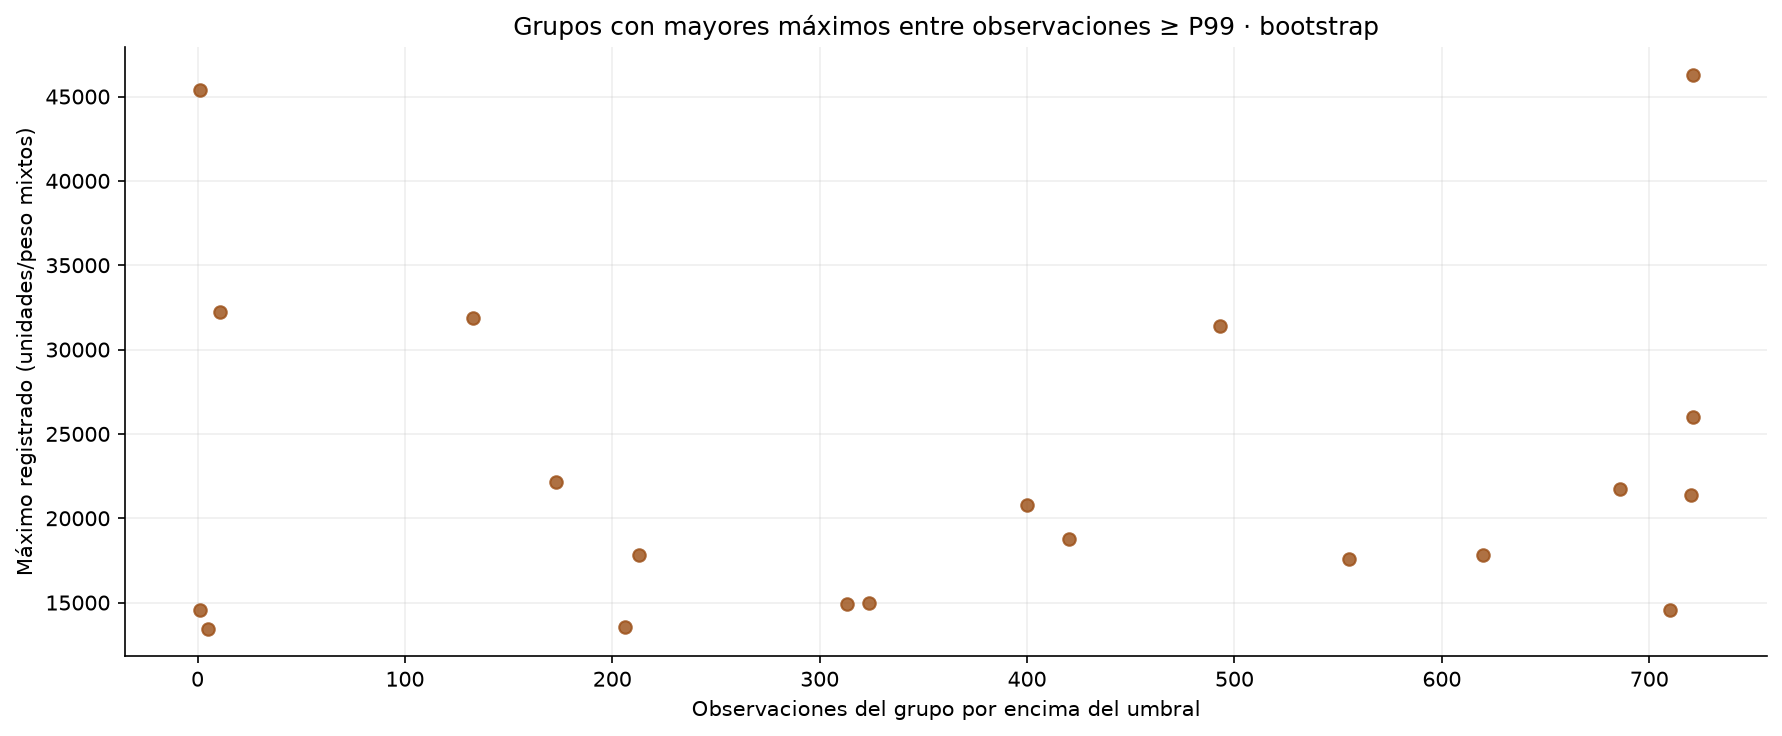 Grupos con mayores máximos entre observaciones ≥ P99 · bootstrap
Máximo registrado (unidades/peso mixtos)
45000
40000
35000
30000
25000
20000
15000
0 100 200 300 400 500 600 700
Observaciones del grupo por encima del umbral